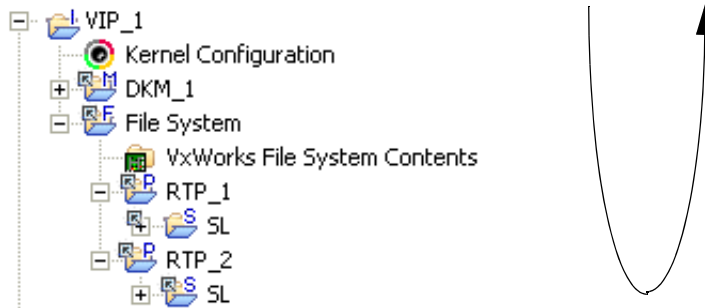 VIP_1
Kernel Configuration
M DKM_1
F File System
VxWorks File System Contents
P RTP_1
S SL
P RTP_2
S SL